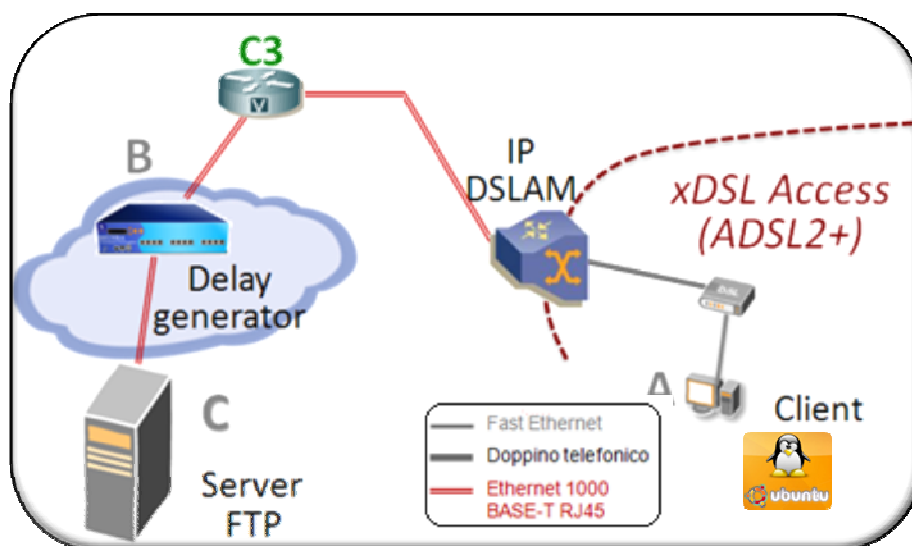 C3
B
IP
DSLAM
xDSL Access
(ADSL2+)
Delay
generator
C
Server
FTP
A
Client
Fast Ethernet
Doppino telefonico
Ethernet 1000
BASE-T RJ45
ubuntu